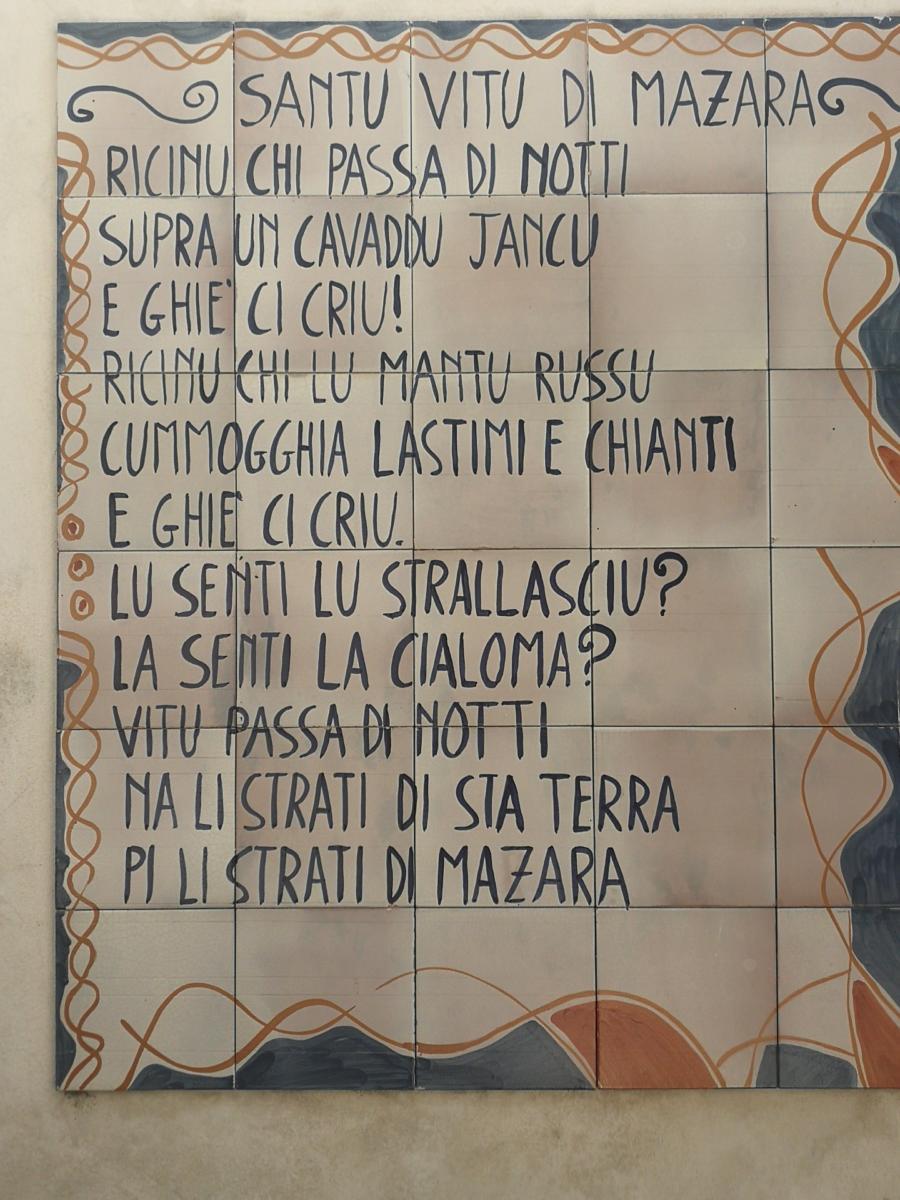 SANTU VITU DI MAZARA
RICINU CHI PASSA DI NOTTI
SUPRA UN CAVADDU JANCU
E GHIE' CI CRIU!
RICINU CHI LU MANTU RUSSU
CUMMOGGHIA LASTIMI E CHIANTI
E GHIE' CI CRIU.
LU SENTI LU STRALLASCIU?
LA SENTI LA CIALOMA?
VITU PASSA DI NOTTI
NA LI STRATI DI STA TERRA
PI LI STRATI DI MAZARA